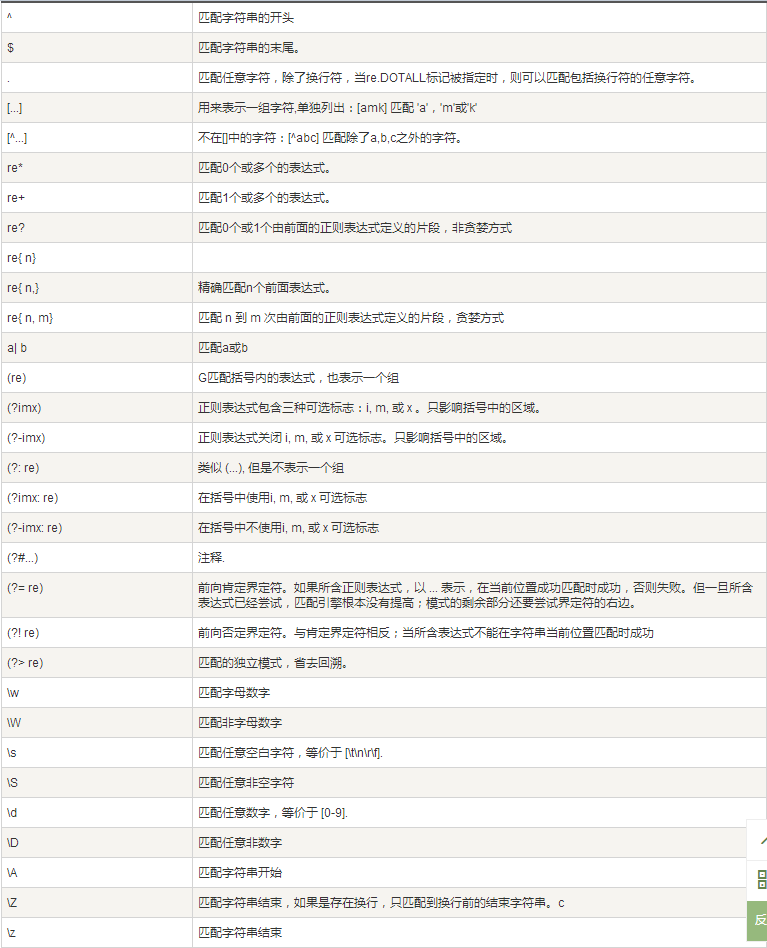 ^ 匹配字符串的开头
$ 匹配字符串的末尾。
. 匹配任意字符，除了换行符，当re.DOTALL标记被指定时，则可以匹配包括换行符的任意字符。
[...] 用来表示一组字符,单独列出：[amk] 匹配 'a'，'m'或'k'
[^...] 不在[]中的字符：[^abc] 匹配除了a,b,c之外的字符。
re* 匹配0个或多个的表达式。
re+ 匹配1个或多个的表达式。
re? 匹配0个或1个由前面的正则表达式定义的片段，非贪婪方式
re{ n}
re{ n,} 精确匹配n个前面表达式。
re{ n, m} 匹配 n 到 m 次由前面的正则表达式定义的片段，贪婪方式
a| b 匹配a或b
(re) G匹配括号内的表达式，也表示一个组
(?imx) 正则表达式包含三种可选标志：i, m, 或 x 。只影响括号中的区域。
(?-imx) 正则表达式关闭 i, m, 或 x 可选标志。只影响括号中的区域。
(?: re) 类似 (...), 但是不表示一个组
(?imx: re) 在括号中使用i, m, 或 x 可选标志
(?-imx: re) 在括号中不使用i, m, 或 x 可选标志
(?#...) 注释.
(?= re) 前向肯定界定符。如果所含正则表达式，以 ... 表示，在当前位置成功匹配时成功，否则失败。但一旦所含
表达式已经尝试，匹配引擎根本没有提高；模式的剩余部分还要尝试界定符的右边。
(?! re) 前向否定界定符。与肯定界定符相反；当所含表达式不能在字符串当前位置匹配时成功
(?> re) 匹配的独立模式，省去回溯。
\w 匹配字母数字
\W 匹配非字母数字
\s 匹配任意空白字符，等价于 [\t\n\r\f].
\S 匹配任意非空字符
\d 匹配任意数字，等价于 [0-9].
\D 匹配任意非数字
\A 匹配字符串开始
\Z 匹配字符串结束，如果是存在换行，只匹配到换行前的结束字符串。c
反
\z 匹配字符串结束